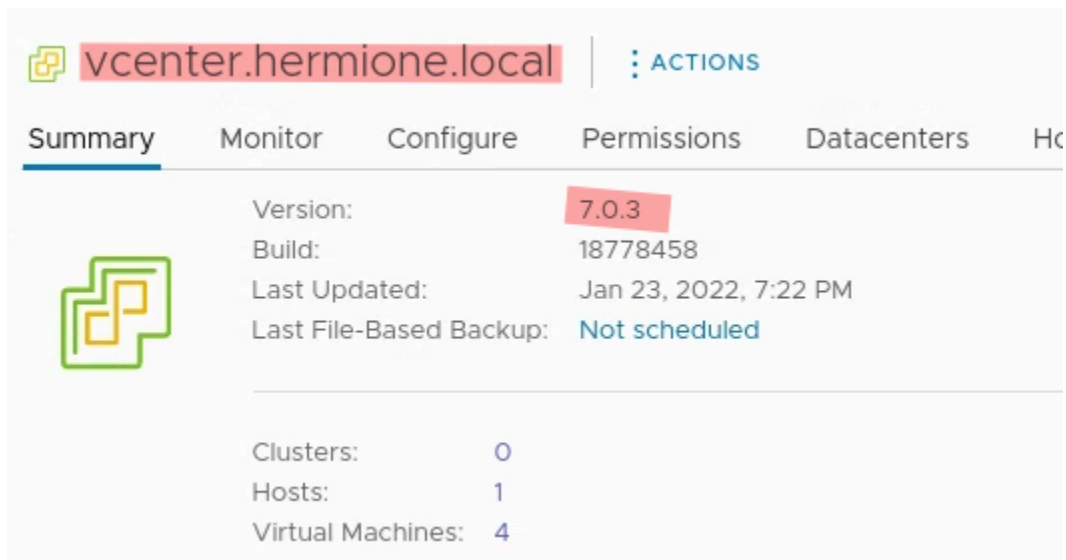 vcenter.hermione.local ACTIONS
Summary Monitor Configure Permissions Datacenters
Version: 7.0.3
Build: 18778458
Last Updated: Jan 23, 2022, 7:22 PM
Last File-Based Backup: Not scheduled
Clusters: 0
Hosts: 1
Virtual Machines: 4